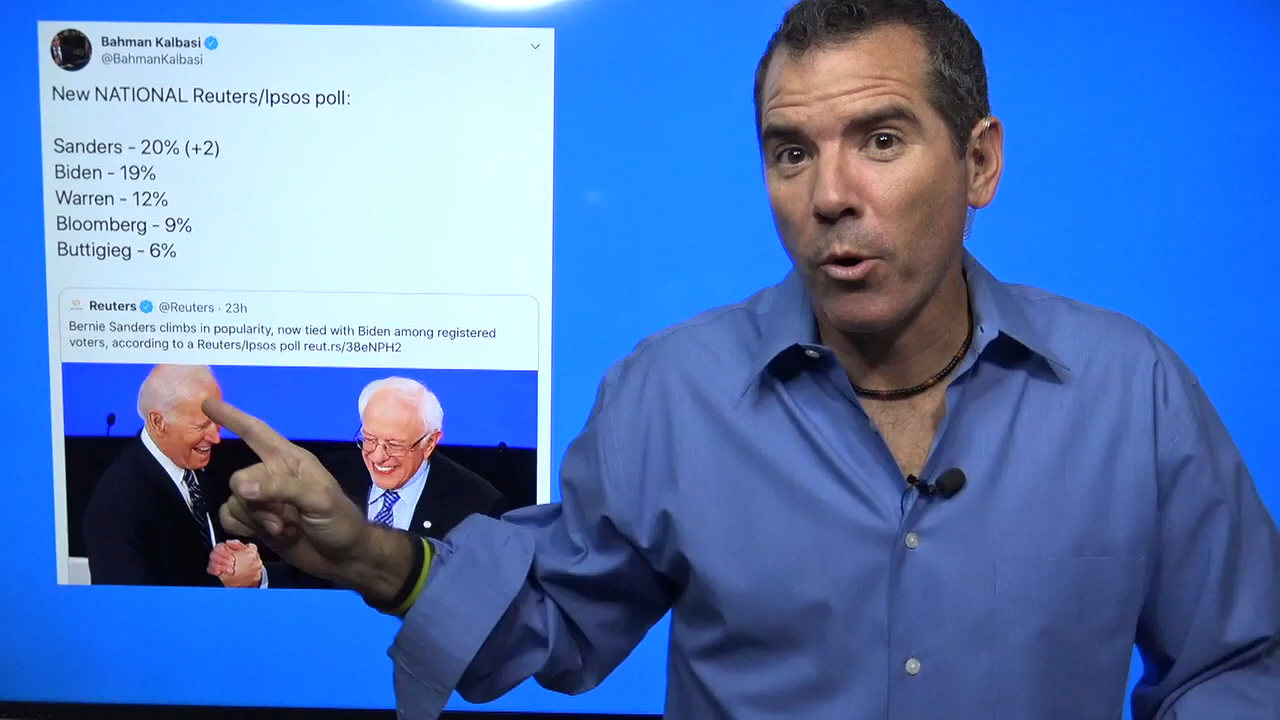 Bahman Kalbasi
@BahmanKalbasi
New NATIONAL Reuters/Ipsos poll:
Sanders - 20% (+2)
Biden - 19%
Warren - 12%
Bloomberg - 9%
Buttigieg - 6%
Reuters @Reuters · 23h
Bernie Sanders climbs in popularity, now tied with Biden among registered
voters, according to a Reuters/Ipsos poll reut.rs/38eNPH2